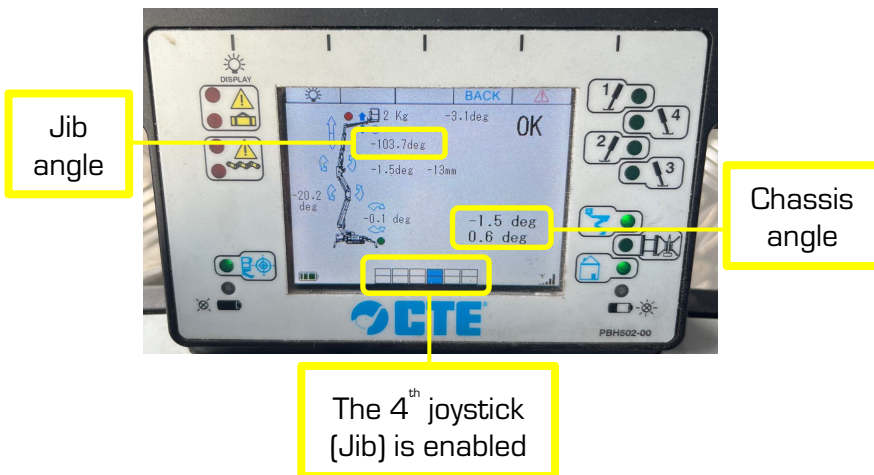 DISPLAY
BACK
2 Kg
-3.1deg
OK
-103.7deg
-1.5deg -13mm
-20.2
deg
-0.1 deg
-1.5 deg
0.6 deg
1
4
2
3
CTE
PBH502-00
Jib
angle
Chassis
angle
The 4th joystick
(Jib) is enabled